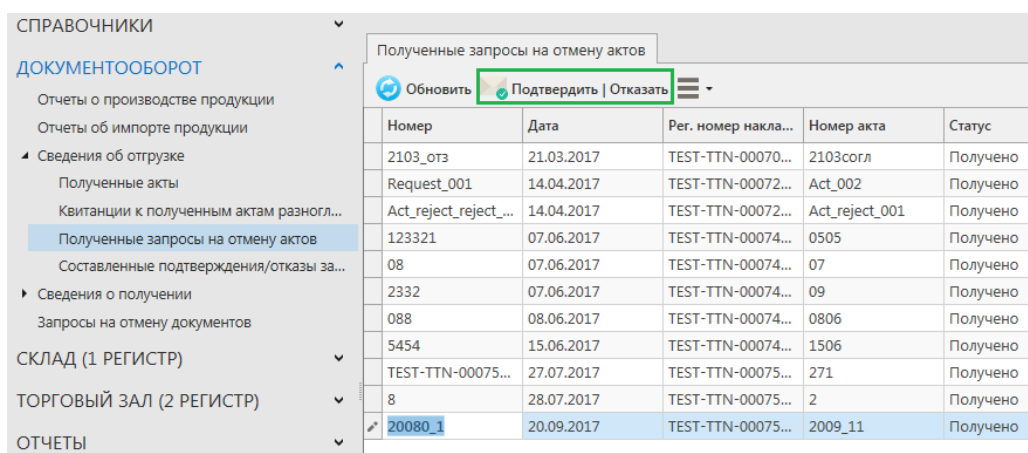 СПРАВОЧНИКИ
ДОКУМЕНТООБОРОТ
Отчеты о производстве продукции
Отчеты об импорте продукции
Сведения об отгрузке
Полученные акты
Квитанции к полученным актам разногл...
Полученные запросы на отмену актов
Составленные подтверждения/отказы за...
Сведения о получении
Запросы на отмену документов
СКЛАД (1 РЕГИСТР)
ТОРГОВЫЙ ЗАЛ (2 РЕГИСТР)
ОТЧЕТЫ
Полученные запросы на отмену актов
Обновить Подтвердить | Отказать
Номер Дата Рег. номер накла... Номер акта Статус
2103_отз 21.03.2017 TEST-TTN-00070... 2103согл Получено
Request_001 14.04.2017 TEST-TTN-00072... Act_002 Получено
Act_reject_reject_... 14.04.2017 TEST-TTN-00072... Act_reject_001 Получено
123321 07.06.2017 TEST-TTN-00074... 0505 Получено
08 07.06.2017 TEST-TTN-00074... 07 Получено
2332 07.06.2017 TEST-TTN-00074... 09 Получено
088 08.06.2017 TEST-TTN-00074... 0806 Получено
5454 15.06.2017 TEST-TTN-00074... 1506 Получено
TEST-TTN-00075... 27.07.2017 TEST-TTN-00075... 271 Получено
8 28.07.2017 TEST-TTN-00075... 2 Получено
20080_1 20.09.2017 TEST-TTN-00075... 2009_11 Получено